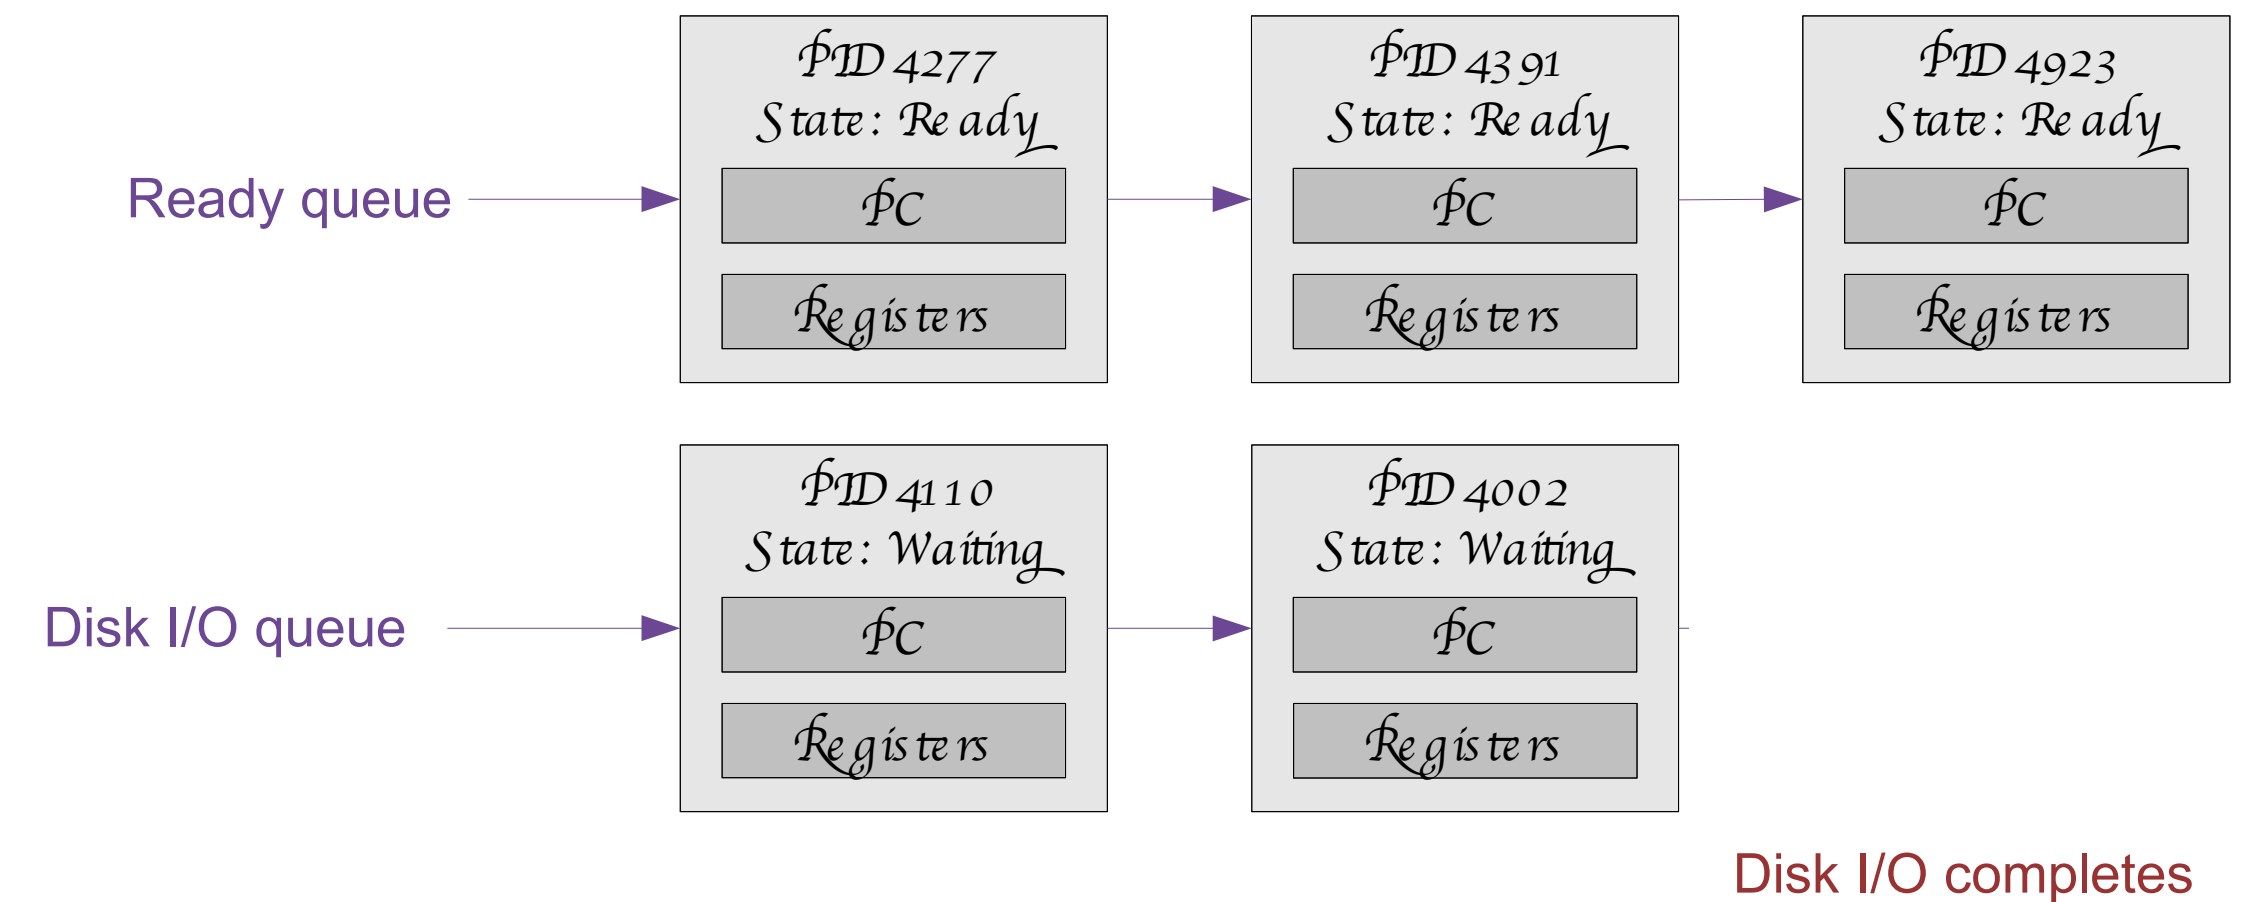 PID 4277
State: Ready
PC
Registers
PID 4391
State: Ready
PC
Registers
PID 4923
State: Ready
PC
Registers
Ready queue
PID 4110
State: Waiting
PC
Registers
PID 4002
State: Waiting
PC
Registers
Disk I/O queue
Disk I/O completes